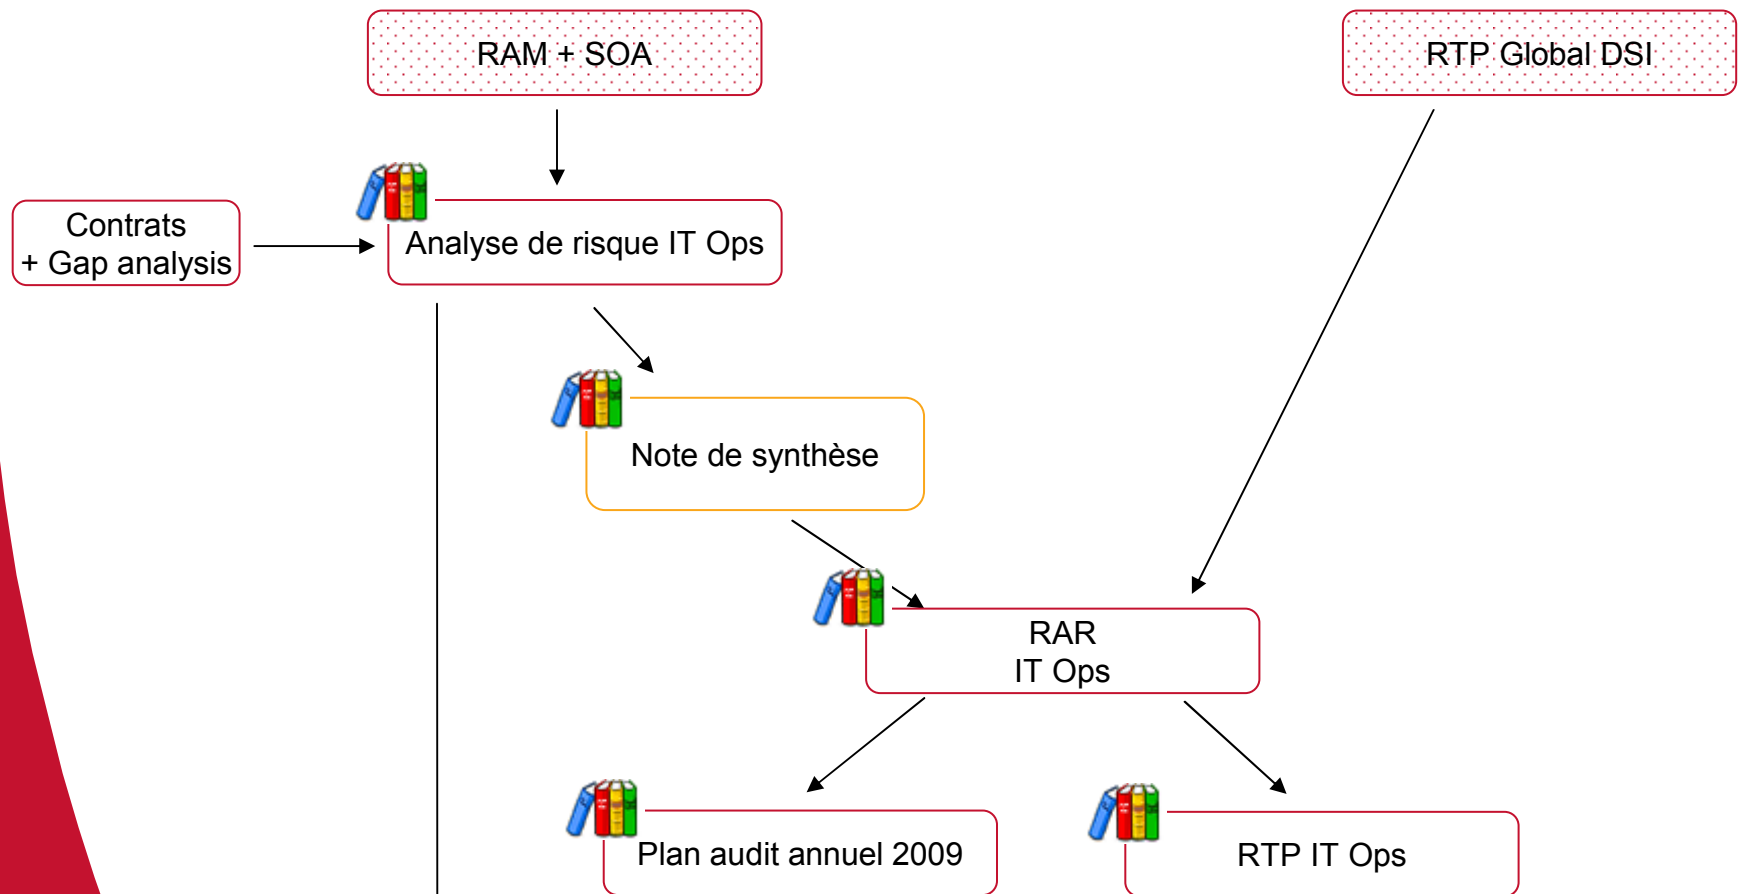 RAM + SOA
RTP Global DSI
Contrats
+ Gap analysis
Analyse de risque IT Ops
Note de synthèse
RAR
IT Ops
Plan audit annuel 2009
RTP IT Ops